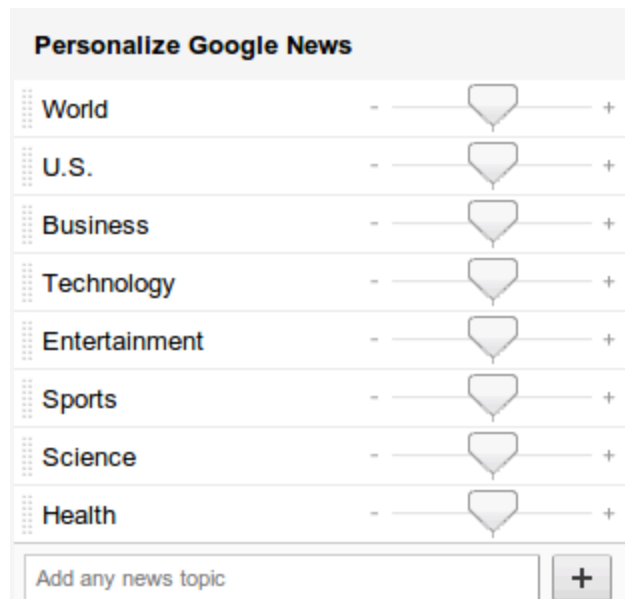 Personalize Google News
World - +
U.S. - +
Business - +
Technology - +
Entertainment - +
Sports - +
Science - +
Health - +
Add any news topic +